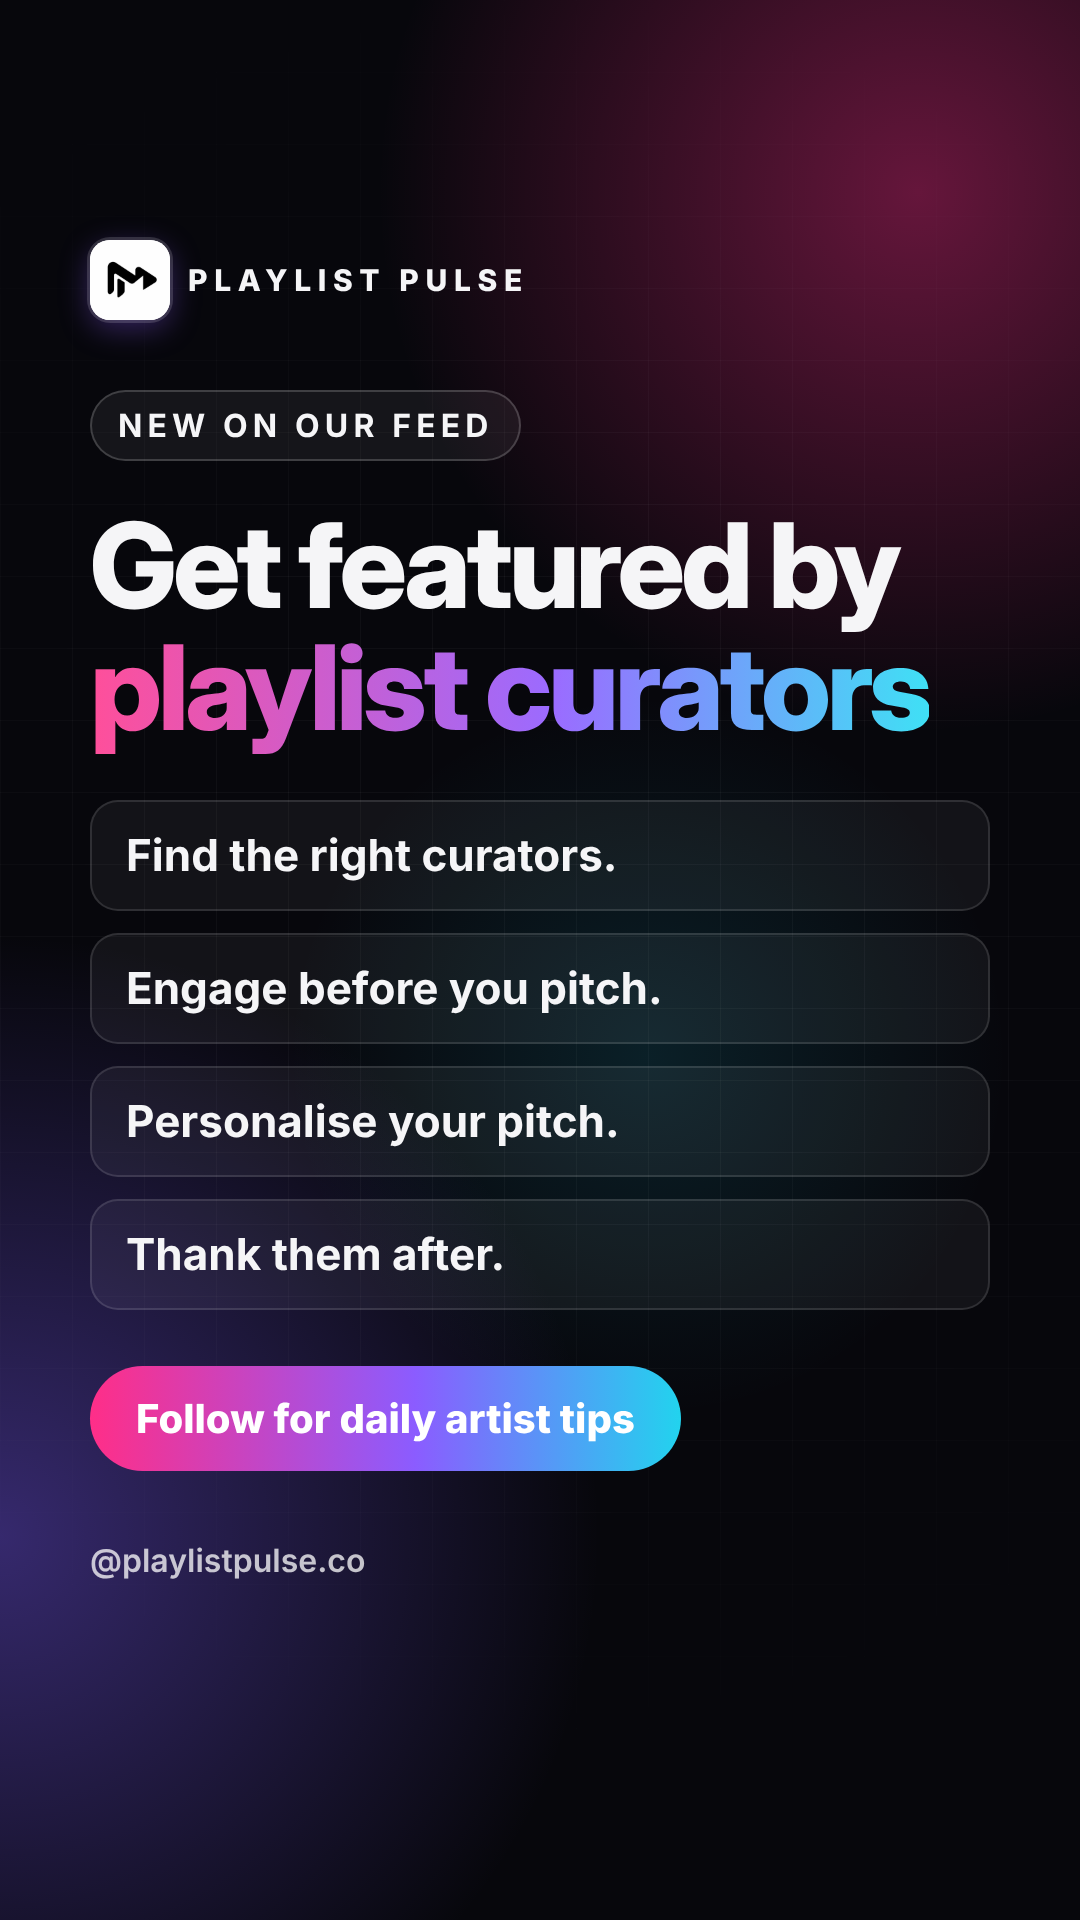 PLAYLIST PULSE
NEW ON OUR FEED
Get featured by
playlist curators
Find the right curators.
Engage before you pitch.
Personalise your pitch.
Thank them after.
Follow for daily artist tips
@playlistpulse.co